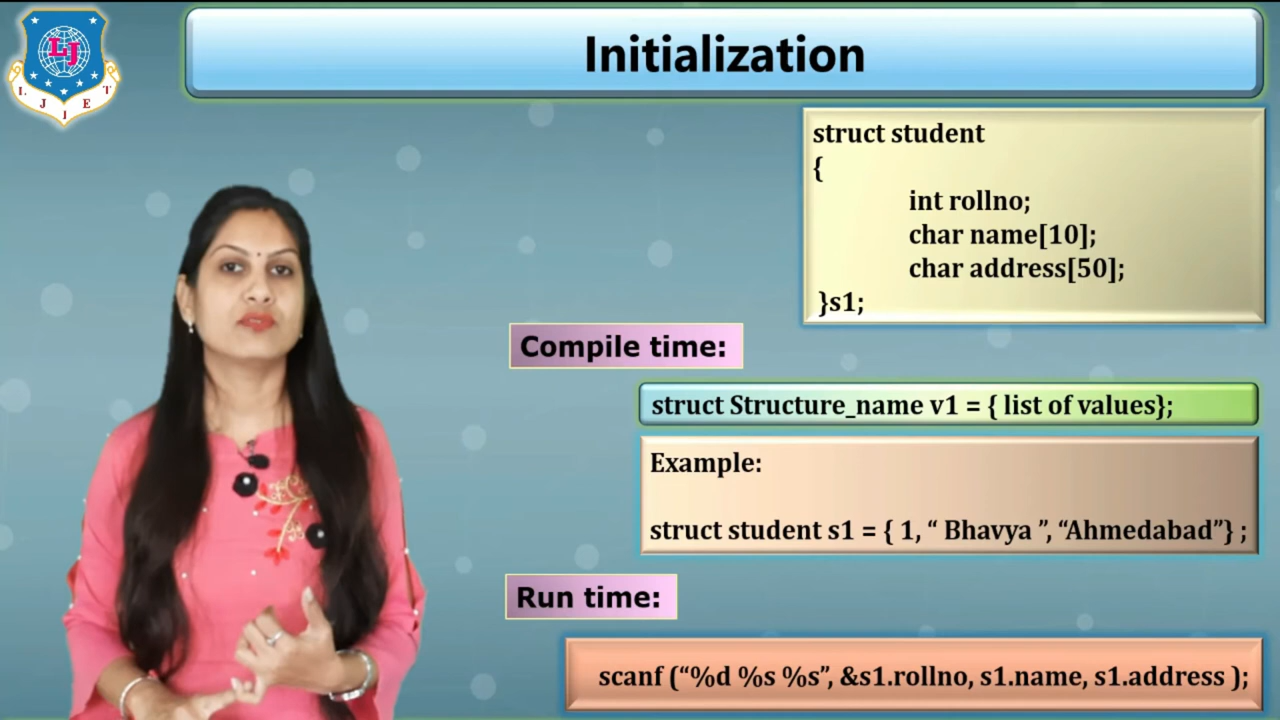 LJ
L J I E T
Initialization
struct student
{
int rollno;
char name[10];
char address[50];
}s1;
Compile time:
struct Structure_name v1 = { list of values};
Example:
struct student s1 = { 1, “ Bhavya ”, “Ahmedabad”} ;
Run time:
scanf (“%d %s %s”, &s1.rollno, s1.name, s1.address );